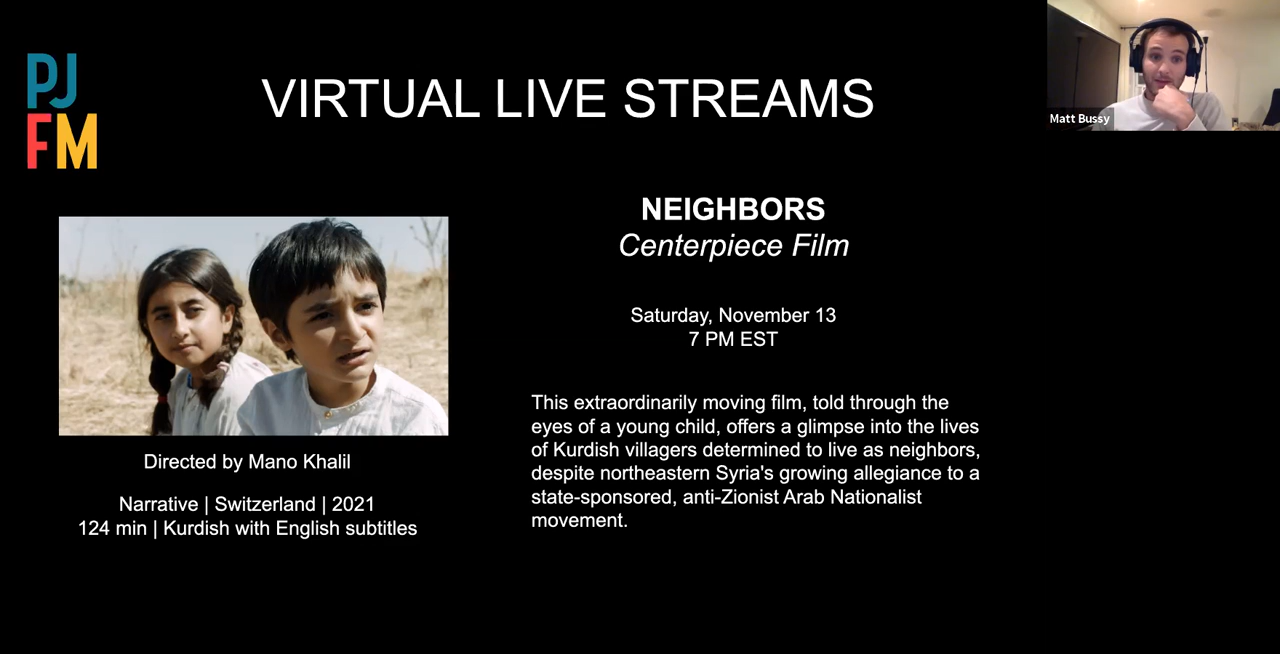 PJ
FM
VIRTUAL LIVE STREAMS
Matt Bussy
NEIGHBORS
Centerpiece Film
Saturday, November 13
7 PM EST
This extraordinarily moving film, told through the
eyes of a young child, offers a glimpse into the lives
of Kurdish villagers determined to live as neighbors,
despite northeastern Syria's growing allegiance to a
state-sponsored, anti-Zionist Arab Nationalist
movement.
Directed by Mano Khalil
Narrative | Switzerland | 2021
124 min | Kurdish with English subtitles